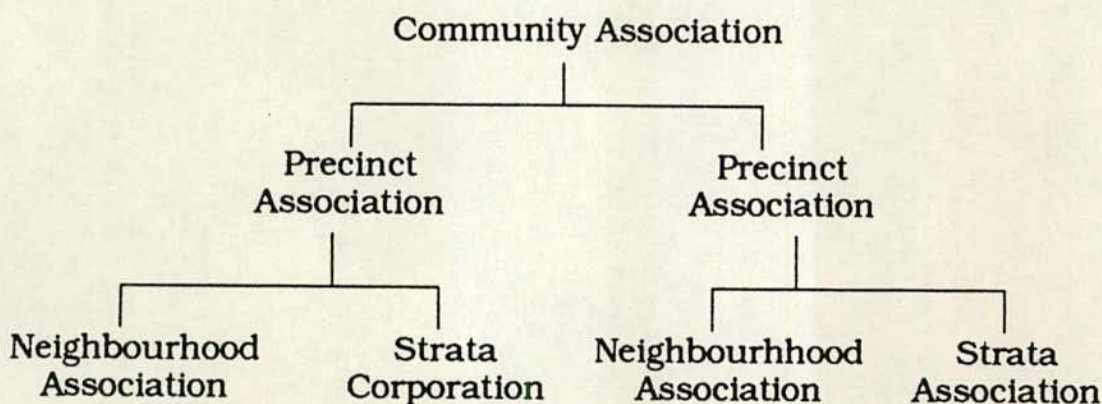 Community Association
Precinct
Association
Precinct
Association
Neighbourhood
Association
Strata
Corporation
Neighbourhhood
Association
Strata
Association